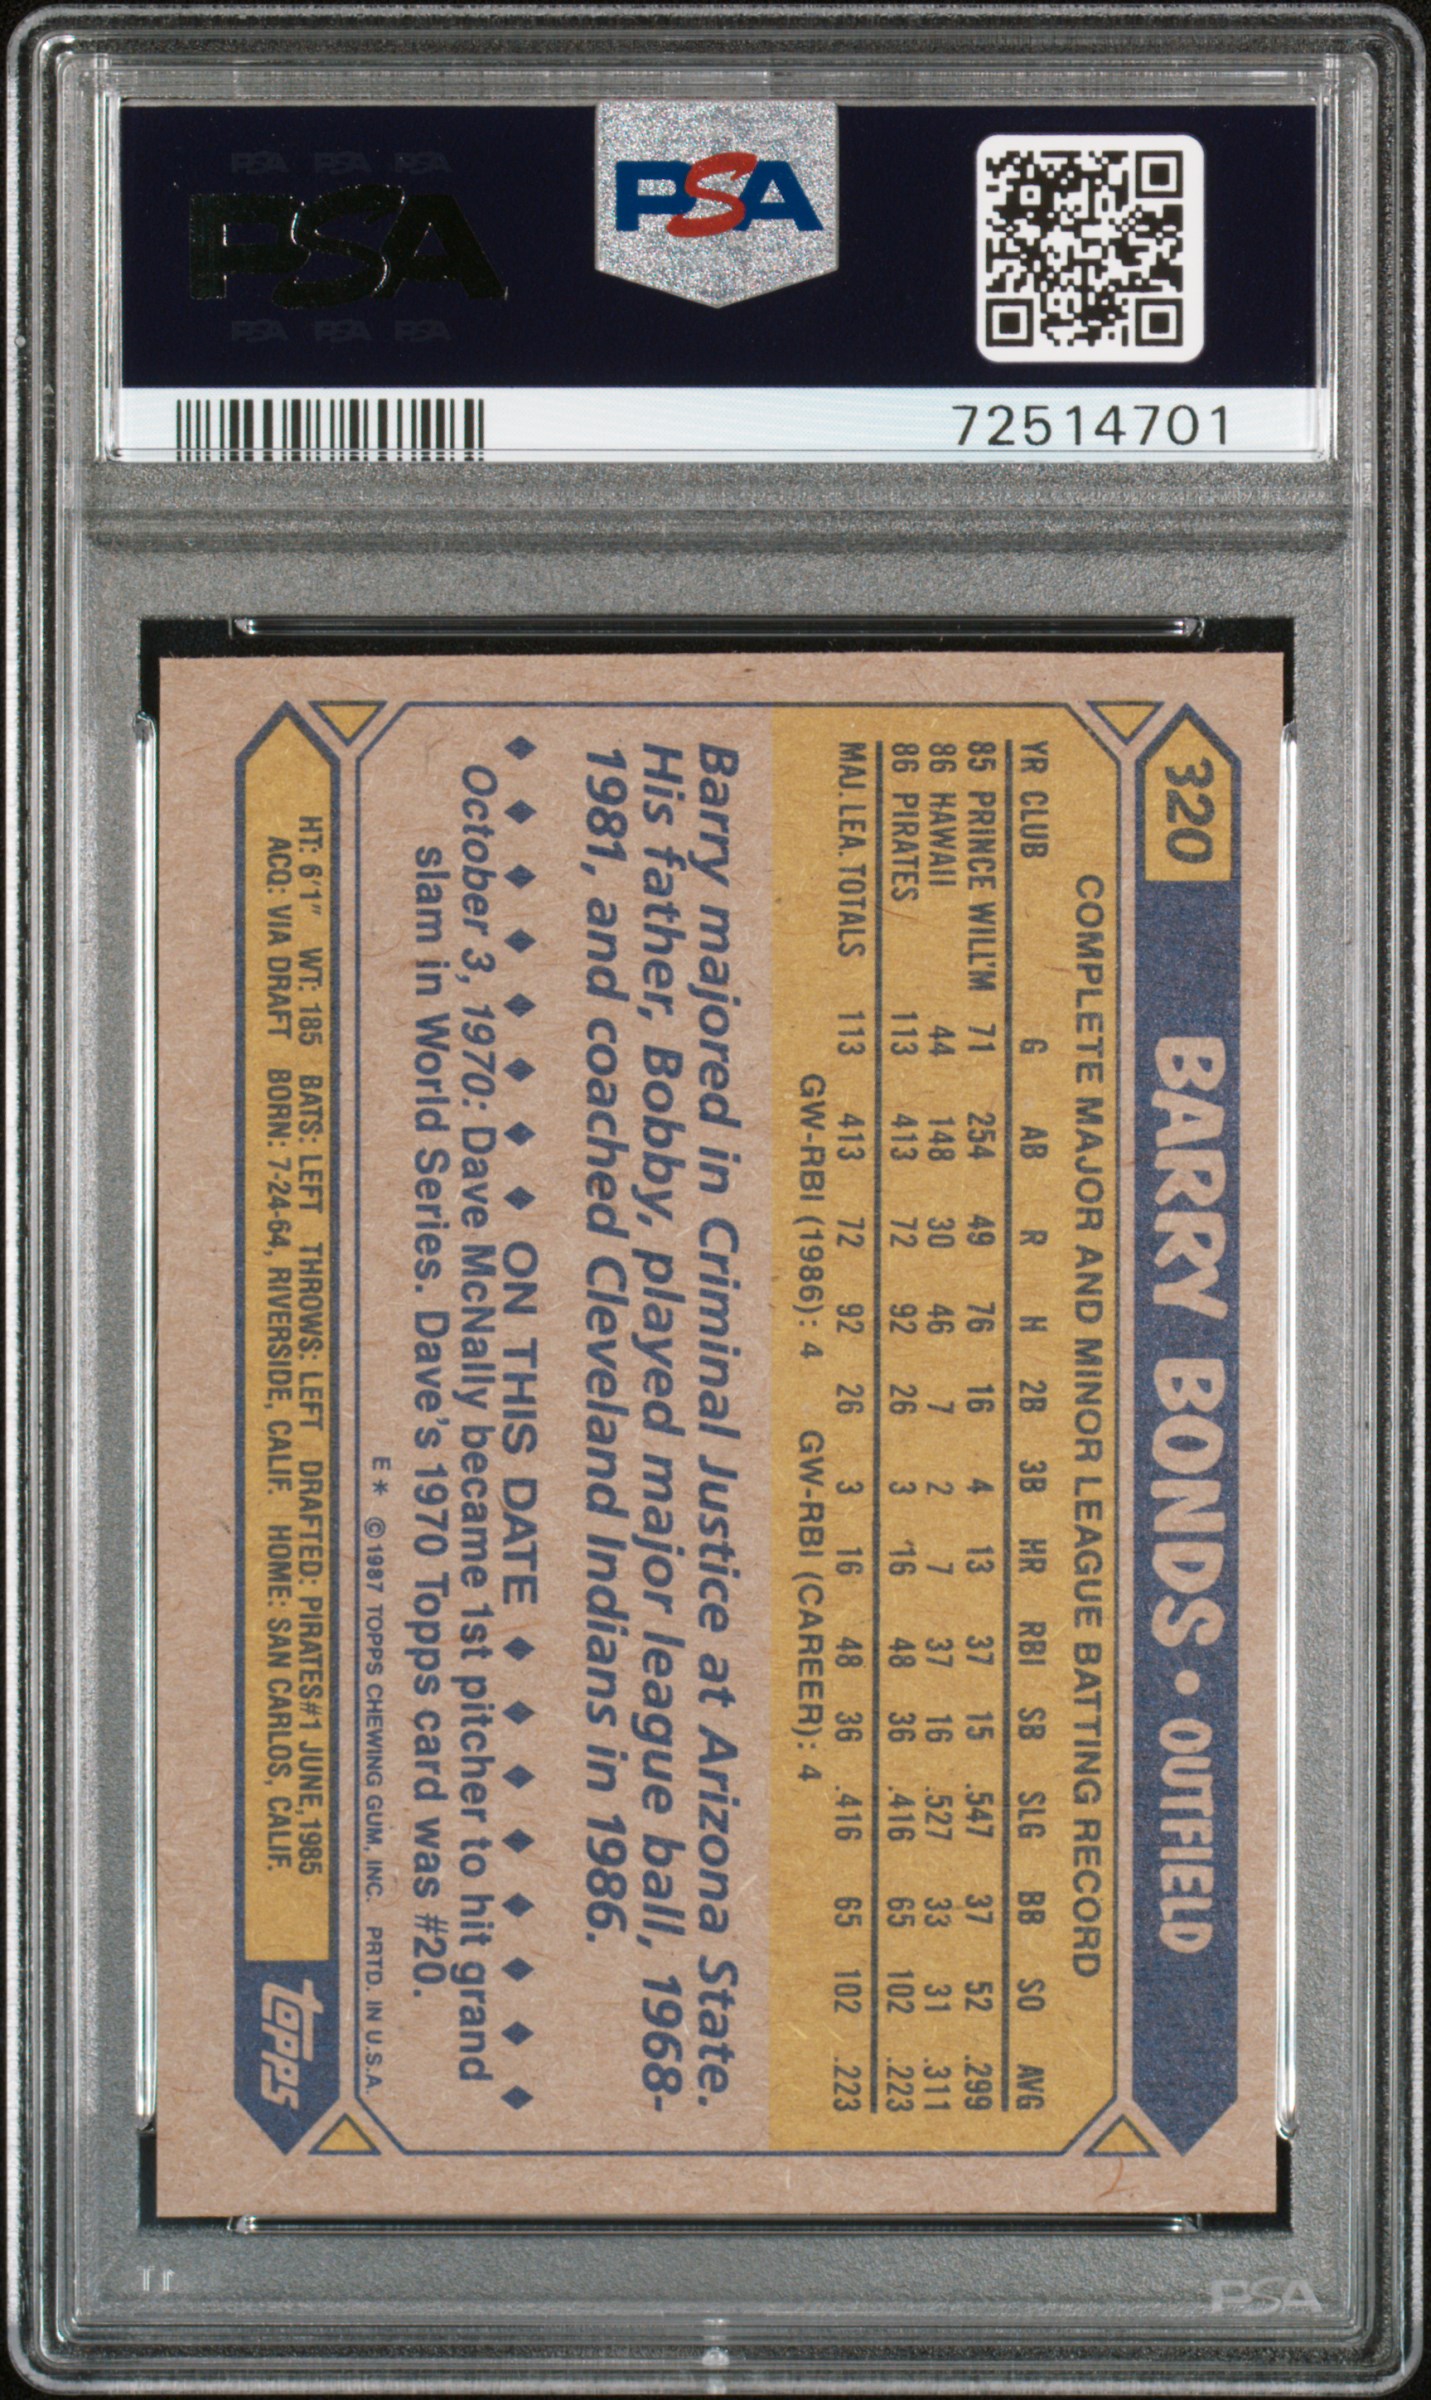 PSA PSA PSA
PSA
PSA PSA PSA
PSA
72514701
320 BARRY BONDS • OUTFIELD
COMPLETE MAJOR AND MINOR LEAGUE BATTING RECORD
YR CLUB G AB R H 2B 3B HR RBI SB SLG BB SO AVG
85 PRINCE WILL'M 71 254 49 76 16 4 13 37 15 .547 37 52 .299
86 HAWAII 44 148 30 46 7 2 7 37 16 .527 33 31 .311
86 PIRATES 113 413 72 92 26 3 16 48 36 .416 65 102 .223
MAJ. LEA. TOTALS 113 413 72 92 26 3 16 48 36 .416 65 102 .223
GW-RBI (1986): 4 GW-RBI (CAREER): 4
Barry majored in Criminal Justice at Arizona State.
His father, Bobby, played major league ball, 1968-
1981, and coached Cleveland Indians in 1986.
♦ ♦ ♦ ♦ ♦ ♦ ♦ ♦ ON THIS DATE ♦ ♦ ♦ ♦ ♦ ♦ ♦ ♦
October 3, 1970: Dave McNally became 1st pitcher to hit grand
slam in World Series. Dave's 1970 Topps card was #20.
E* ©1987 TOPPS CHEWING GUM, INC. PRTD. IN U.S.A.
HT: 6'1" WT: 185 BATS: LEFT THROWS: LEFT DRAFTED: PIRATES#1 JUNE, 1985
ACQ: VIA DRAFT BORN: 7-24-64, RIVERSIDE, CALIF. HOME: SAN CARLOS, CALIF.
topps
PSA